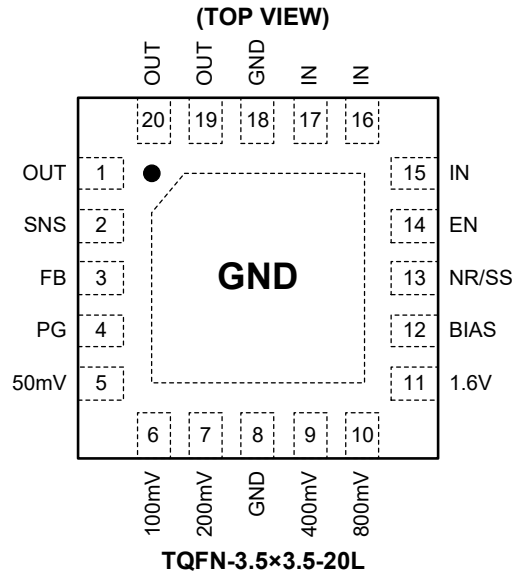 (TOP VIEW)
OUT OUT GND IN IN
20 19 18 17 16
OUT 1 15 IN
SNS 2 14 EN
FB 3 GND 13 NR/SS
PG 4 12 BIAS
50mV 5 11 1.6V
6 7 8 9 10
100mV 200mV GND 400mV 800mV
TQFN-3.5×3.5-20L